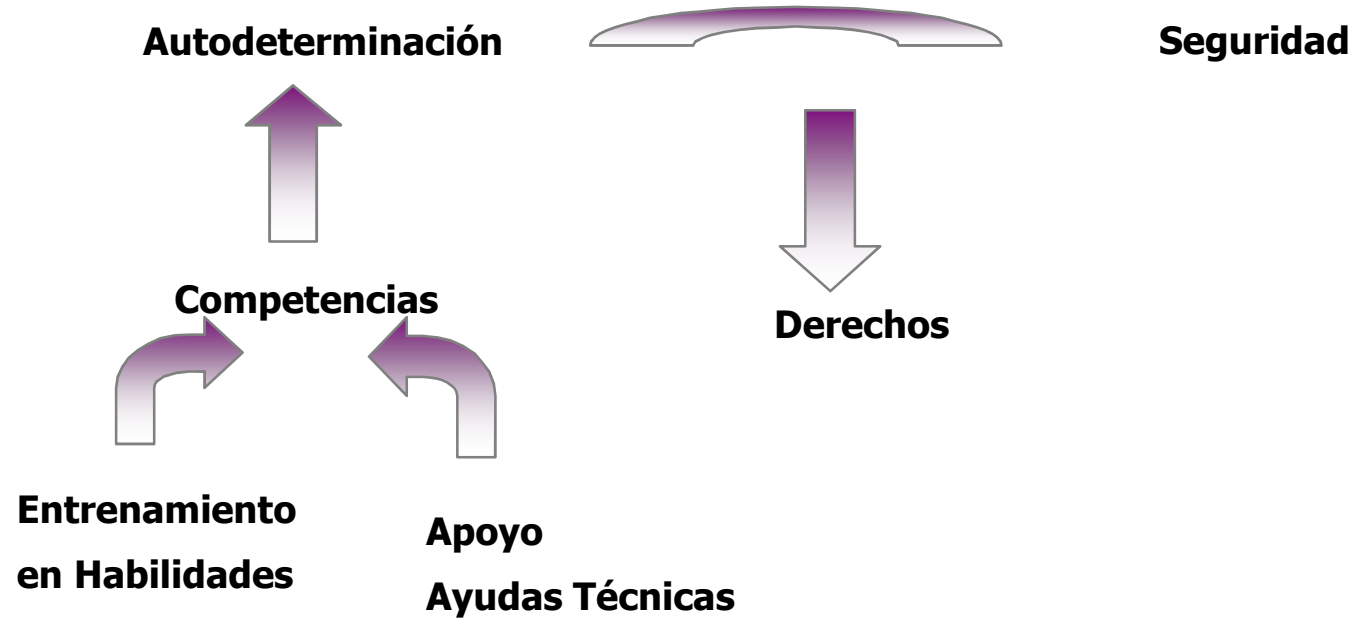 Autodeterminación
Seguridad
Competencias
Derechos
Entrenamiento
en Habilidades
Apoyo
Ayudas Técnicas